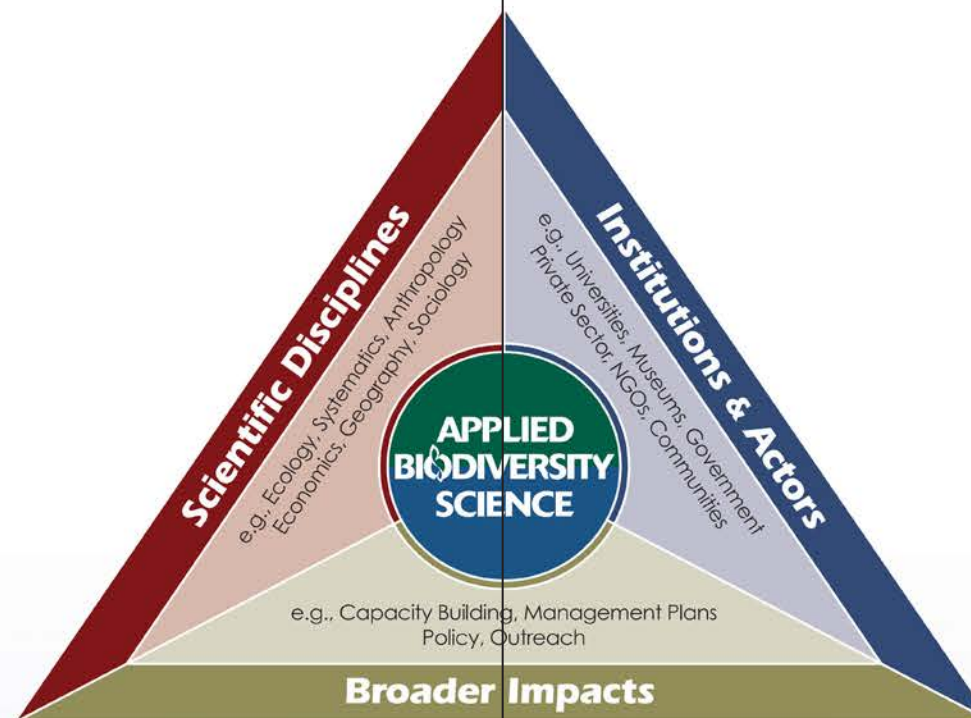 Scientific Disciplines
e.g., Ecology, Systematics, Anthropology
Economics, Geography, Sociology
Institutions & Actors
e.g., Universities, Museums, Government
Private Sector, NGOs, Communities
APPLIED
BIODIVERSITY
SCIENCE
e.g., Capacity Building, Management Plans
Policy, Outreach
Broader Impacts